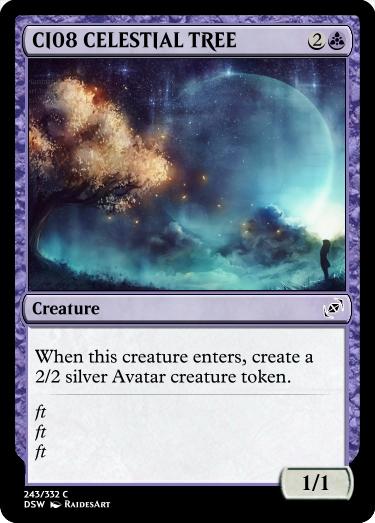 CI08 CELESTIAL TREE 2
Creature
When this creature enters, create a
2/2 silver Avatar creature token.
ft
ft
ft
1/1
243/332 C
DSW RaidesArt